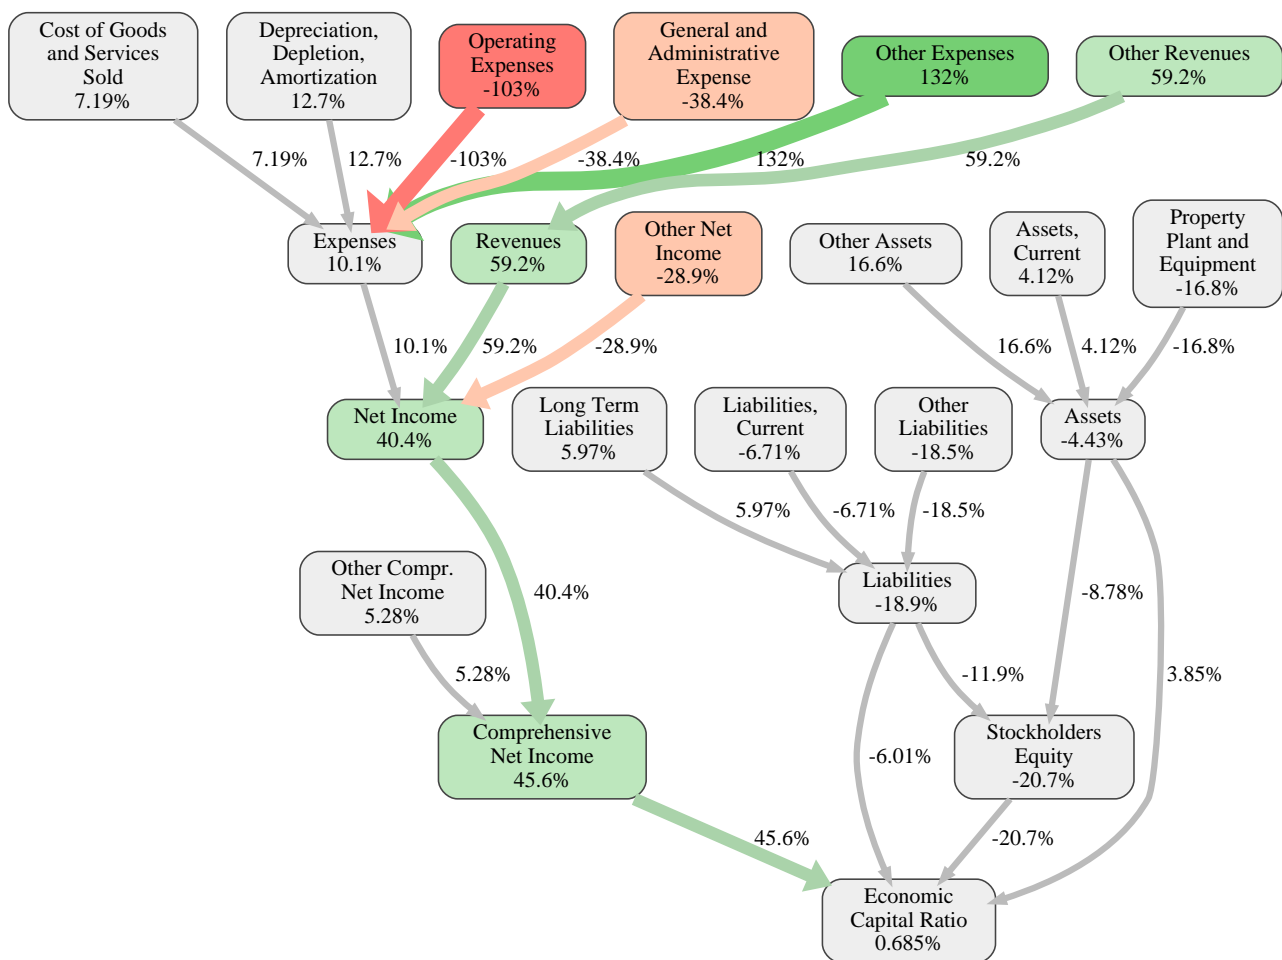 Cost of Goods
and Services
Sold
7.19%
Depreciation,
Depletion,
Amortization
12.7%
Operating
Expenses
-103%
General and
Administrative
Expense
-38.4%
Other Expenses
132%
Other Revenues
59.2%
7.19%
12.7%
-103%
-38.4%
132%
59.2%
Expenses
10.1%
Revenues
59.2%
Other Net
Income
-28.9%
Other Assets
16.6%
Assets,
Current
4.12%
Property
Plant and
Equipment
-16.8%
10.1%
59.2%
-28.9%
16.6%
4.12%
-16.8%
Net Income
40.4%
Long Term
Liabilities
5.97%
Liabilities,
Current
-6.71%
Other
Liabilities
-18.5%
Assets
-4.43%
5.97%
-6.71%
-18.5%
Other Compr.
Net Income
5.28%
40.4%
Liabilities
-18.9%
-8.78%
5.28%
-11.9%
3.85%
Comprehensive
Net Income
45.6%
-6.01%
Stockholders
Equity
-20.7%
45.6%
-20.7%
Economic
Capital Ratio
0.685%